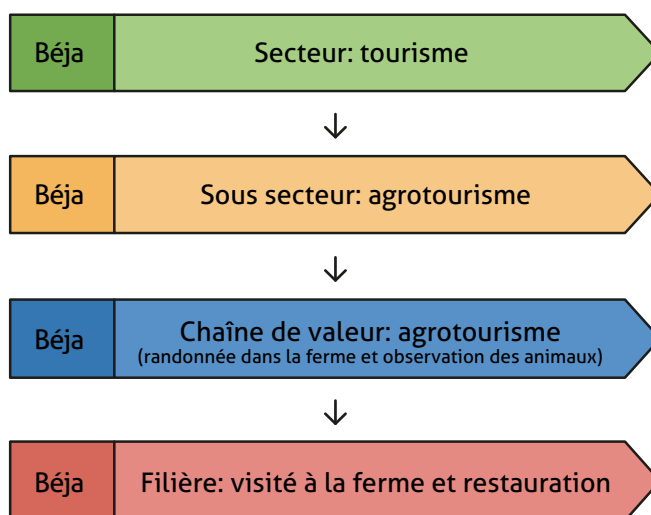 Béja Secteur: tourisme
Béja Sous secteur: agrotourisme
Béja Chaîne de valeur: agrotourisme
(randonnée dans la ferme et observation des animaux)
Béja Filière: visité à la ferme et restauration